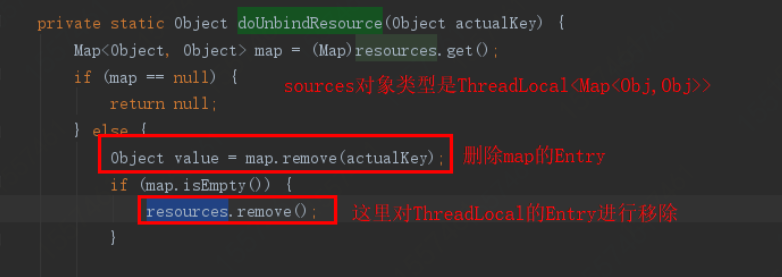 private static Object doUnbindResource(Object actualKey) {
Map<Object, Object> map = (Map)resources.get();
if (map == null) {
sources对象类型是ThreadLocal<Map<Obj,Obj>>
return null;
} else {
Object value = map.remove(actualKey);
删除map的Entry
if (map.isEmpty()) {
resources.remove();
这里对ThreadLocal的Entry进行移除
}